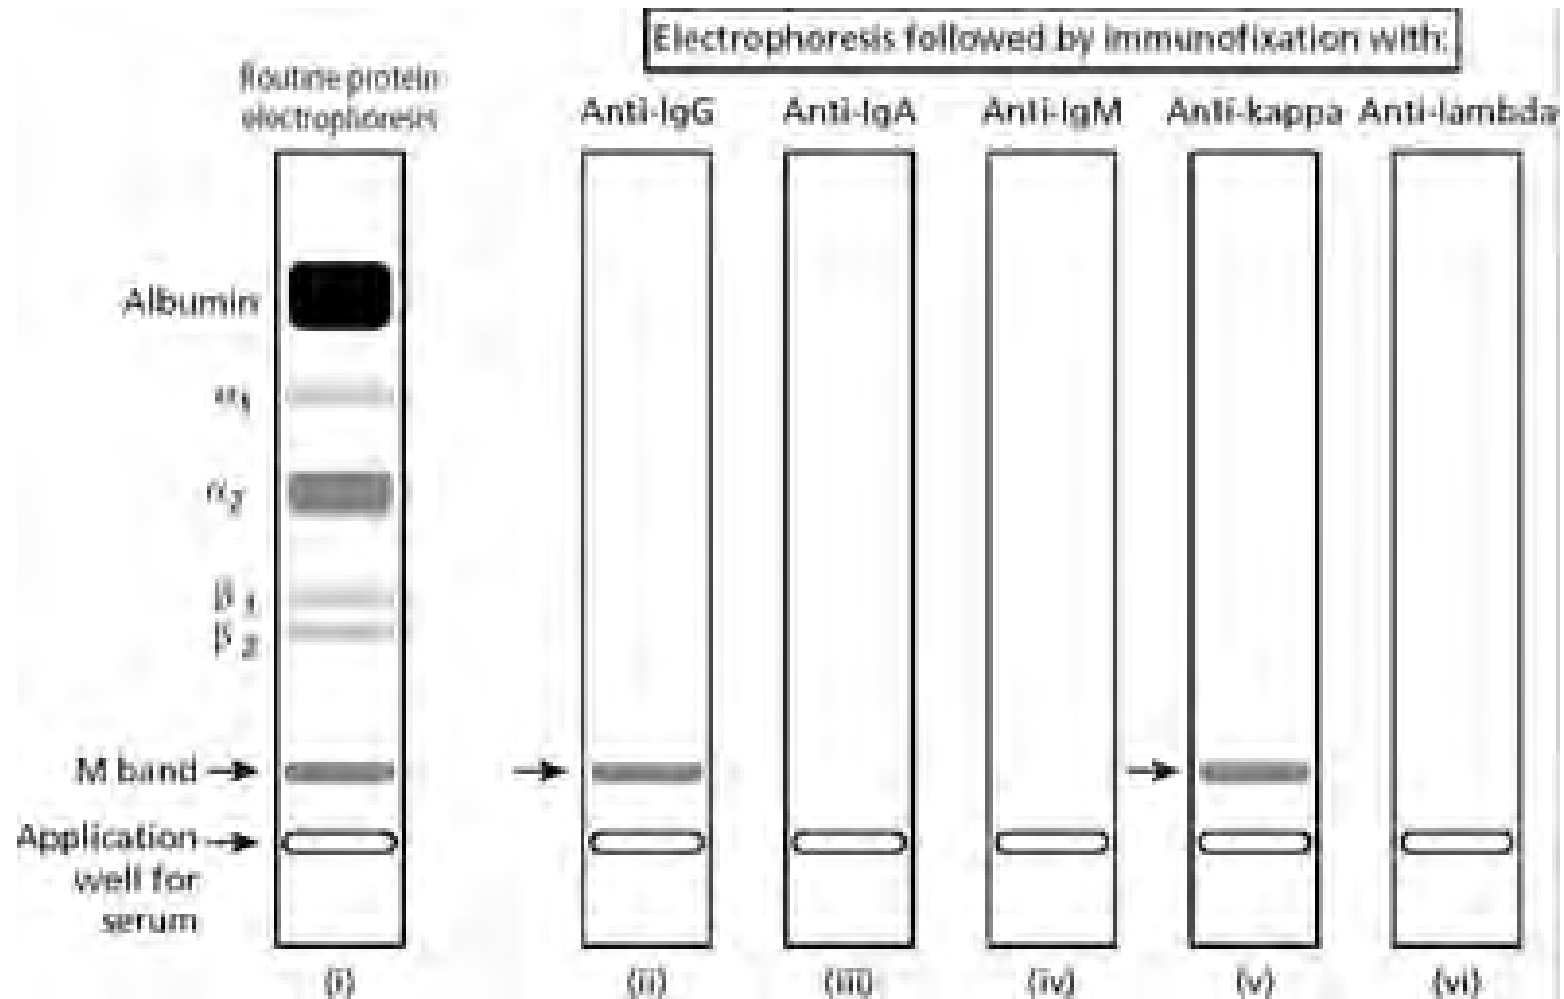 Electrophoresis followed by immunofixation with:
Routine protein
electrophoresis
Anti-IgG
Anti-IgA
Anti-IgM
Anti-kappa
Anti-lambda
Albumin
α1
α2
β1
β2
M band
Application
well for
serum
(i)
(ii)
(iii)
(iv)
(v)
(vi)